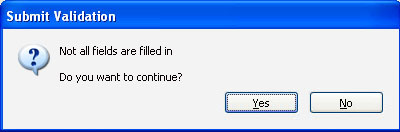 Submit Validation
Not all fields are filled in
Do you want to continue?
Yes No